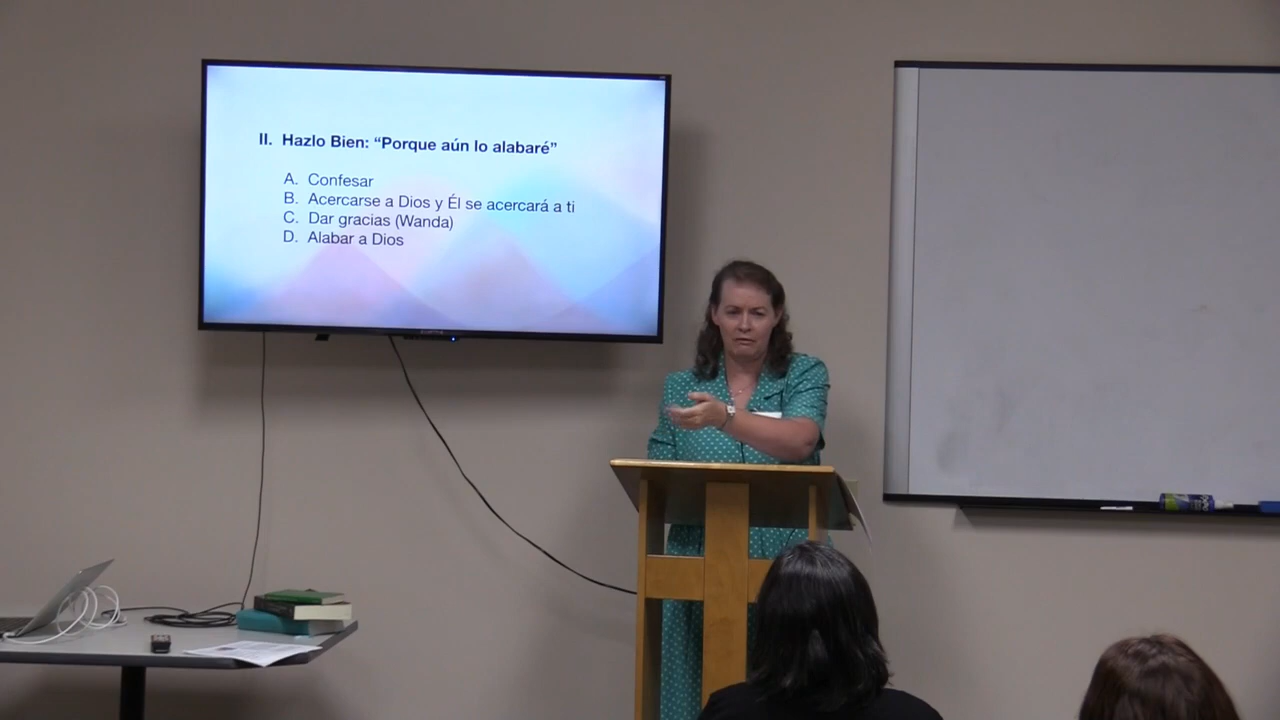 II. Hazlo Bien: “Porque aún lo alabaré”
A. Confesar
B. Acercarse a Dios y Él se acercará a ti
C. Dar gracias (Wanda)
D. Alabar a Dios